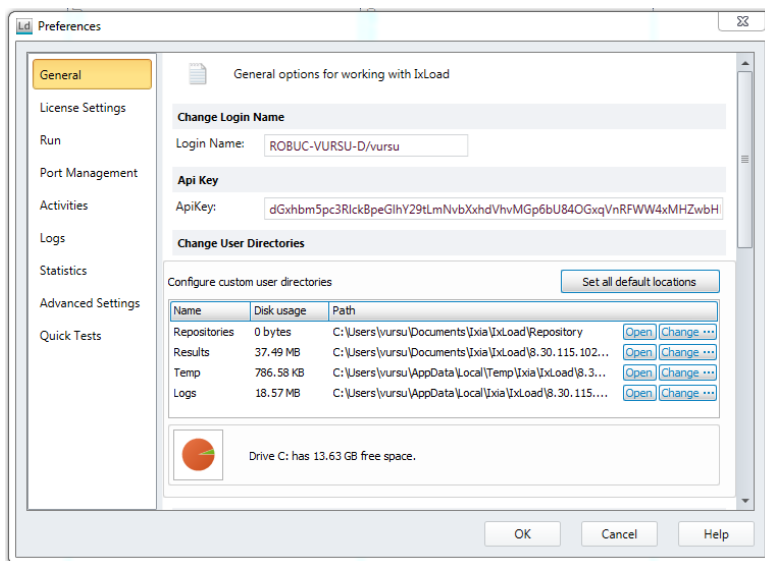 Ld Preferences
General
License Settings
Run
Port Management
Activities
Logs
Statistics
Advanced Settings
Quick Tests
General options for working with IxLoad
Change Login Name
Login Name: ROBUC-VURSU-D/vursu
Api Key
ApiKey: dGxhbm5pc3RlckBpeGlhY29tLmNvbXxhdVhvMGp6bU84OGxqVnRFWW4xMHZwbH
Change User Directories
Configure custom user directories Set all default locations
Name Disk usage Path
Repositories 0 bytes C:\Users\vursu\Documents\Ixia\IxLoad\Repository Open Change ...
Results 37.49 MB C:\Users\vursu\Documents\Ixia\IxLoad\8.30.115.102... Open Change ...
Temp 786.58 KB C:\Users\vursu\AppData\Local\Temp\Ixia\IxLoad\8.3... Open Change ...
Logs 18.57 MB C:\Users\vursu\AppData\Local\Ixia\IxLoad\8.30.115.... Open Change ...
Drive C: has 13.63 GB free space.
OK Cancel Help